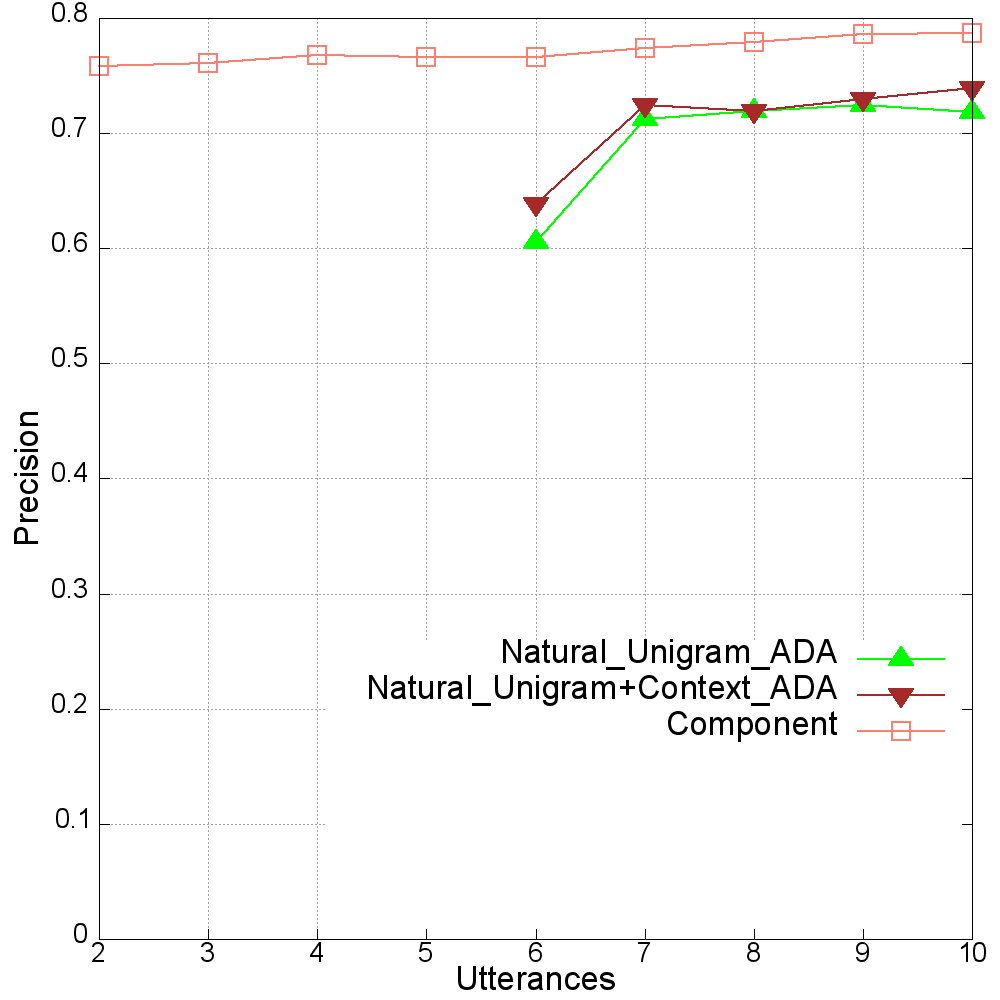 0.8
0.7
0.6
0.5
0.4
0.3
0.2
0.1
0
Precision
Natural_Unigram_ADA
Natural_Unigram+Context_ADA
Component
2 3 4 5 6 7 8 9 10
Utterances